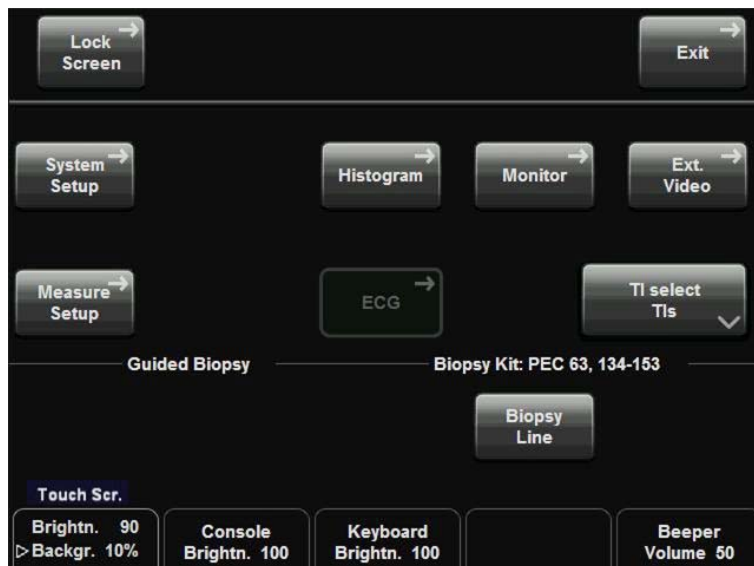 Lock
Screen
Exit
System
Setup
Histogram
Monitor
Ext.
Video
Measure
Setup
ECG
TI select
TIs
Guided Biopsy
Biopsy Kit: PEC 63, 134-153
Biopsy
Line
Touch Scr.
Brightn. 90
Backgr. 10%
Console
Brightn. 100
Keyboard
Brightn. 100
Beeper
Volume 50